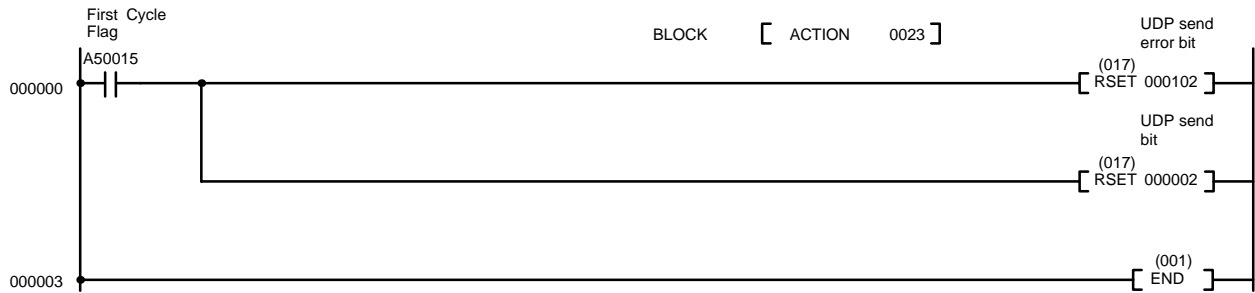 First Cycle
Flag
BLOCK [ ACTION 0023 ]
UDP send
error bit
A50015
(017)
000000
[ RSET 000102 ]
UDP send
bit
(017)
[ RSET 000002 ]
(001)
000003
[ END ]